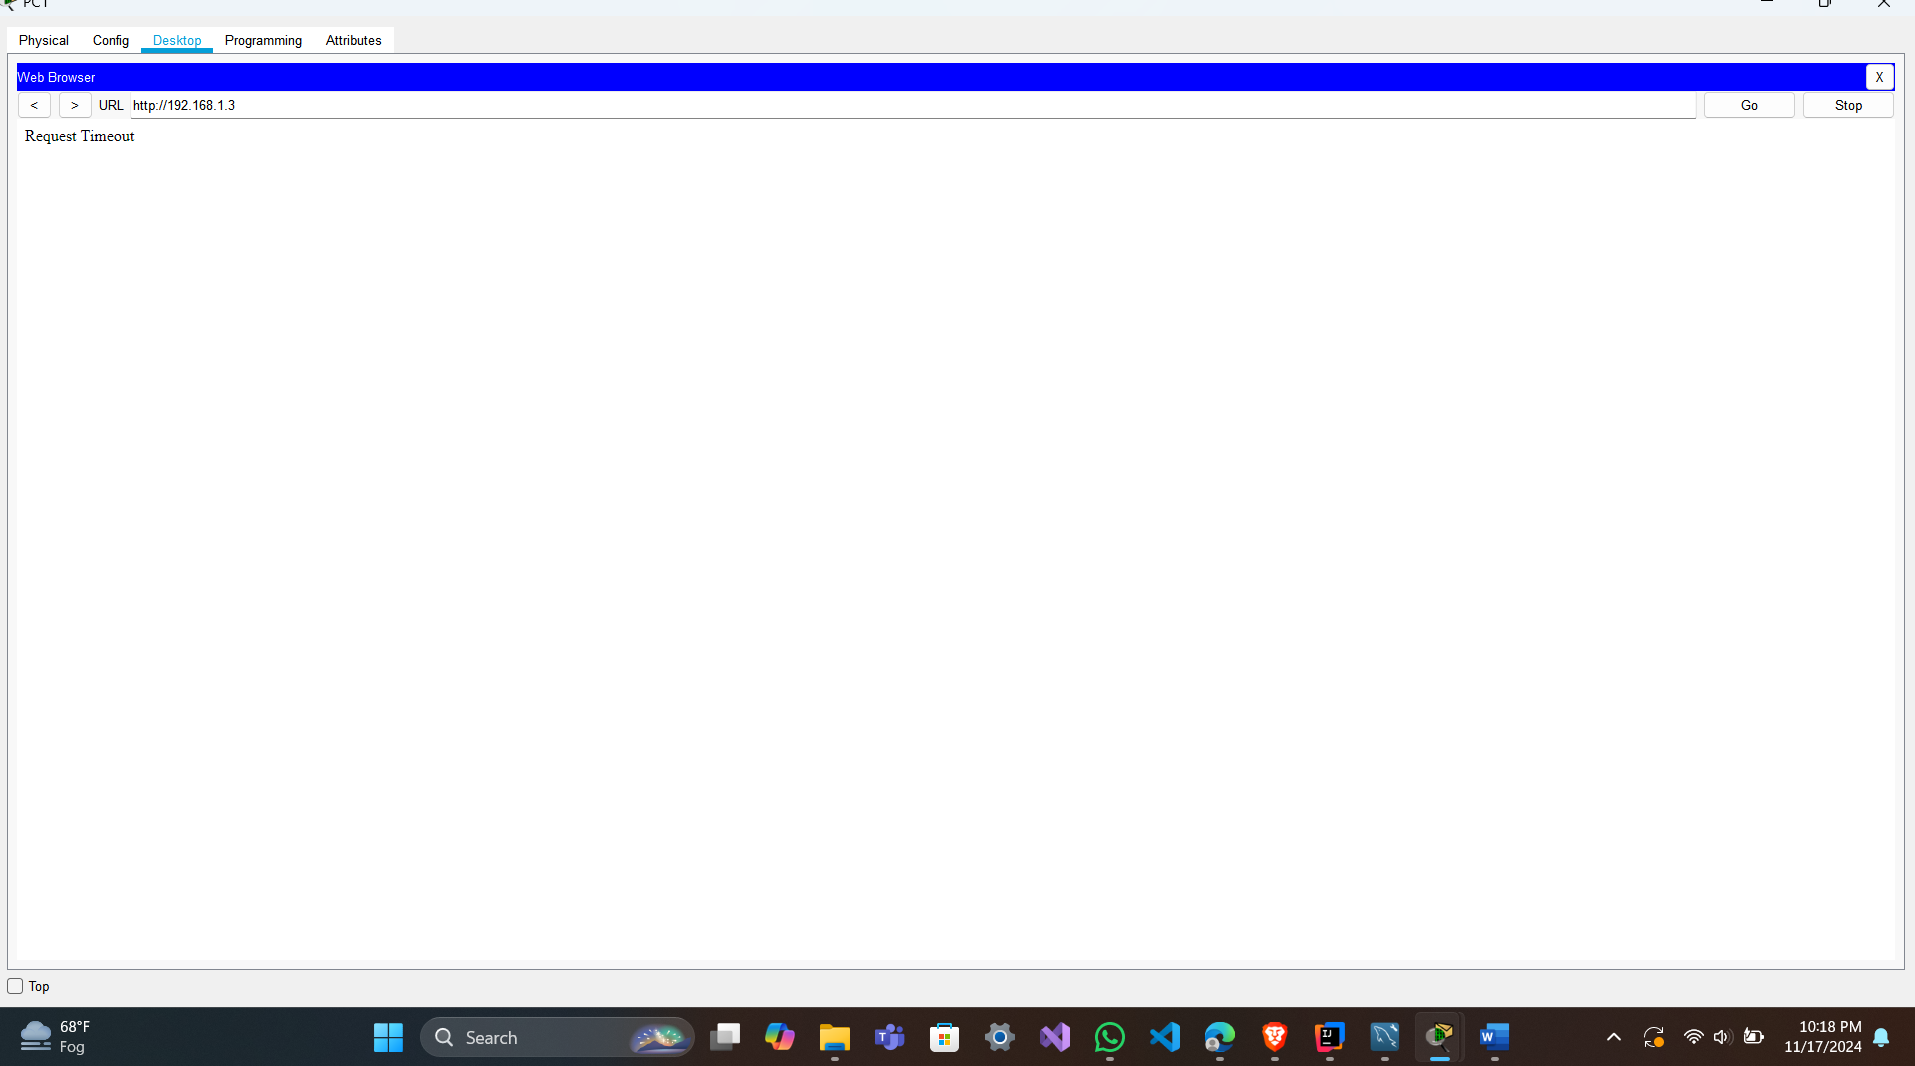 PCT
Physical Config Desktop Programming Attributes
Web Browser X
< > URL http://192.168.1.3 Go Stop
Request Timeout
Top
68°F
Fog
Search
10:18 PM
11/17/2024